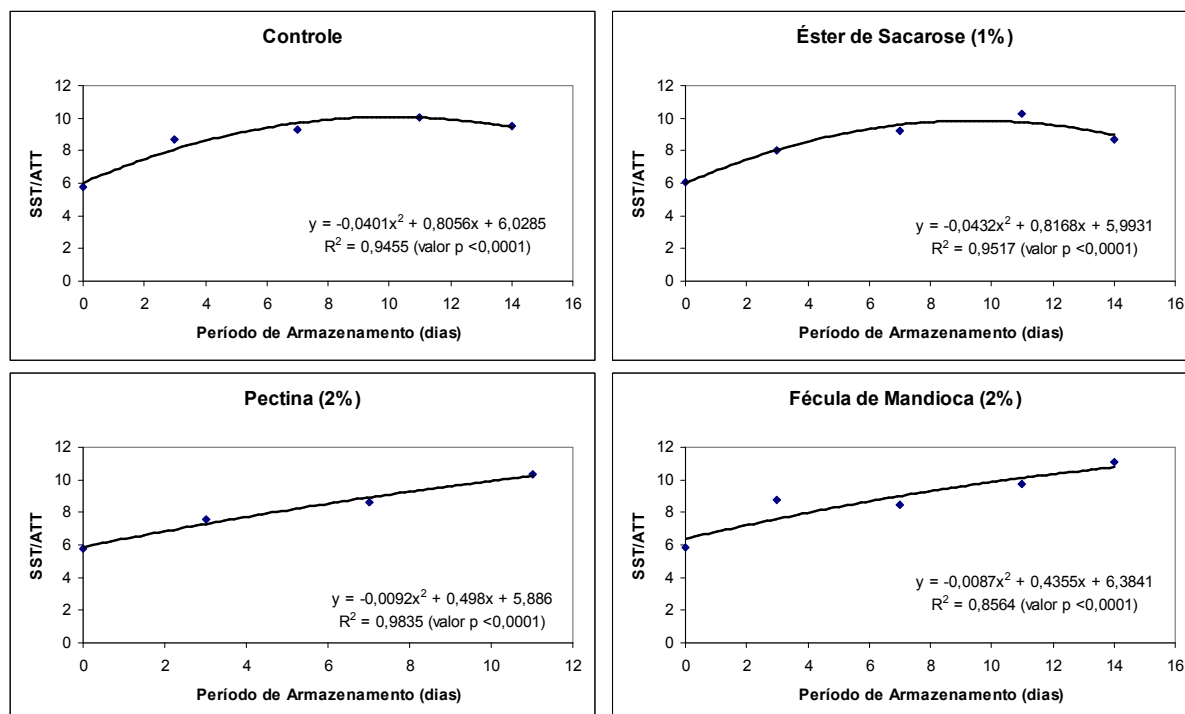 Controle
12
10
8
6
4
2
0
SST/ATT
y = -0,0401x² + 0,8056x + 6,0285
R² = 0,9455 (valor p <0,0001)
0 2 4 6 8 10 12 14 16
Período de Armazenamento (dias)
Éster de Sacarose (1%)
12
10
8
6
4
2
0
SST/ATT
y = -0,0432x² + 0,8168x + 5,9931
R² = 0,9517 (valor p <0,0001)
0 2 4 6 8 10 12 14 16
Período de Armazenamento (dias)
Pectina (2%)
12
10
8
6
4
2
0
SST/ATT
y = -0,0092x² + 0,498x + 5,886
R² = 0,9835 (valor p <0,0001)
0 2 4 6 8 10 12
Período de Armazenamento (dias)
Fécula de Mandioca (2%)
12
10
8
6
4
2
0
SST/ATT
y = -0,0087x² + 0,4355x + 6,3841
R² = 0,8564 (valor p <0,0001)
0 2 4 6 8 10 12 14 16
Período de Armazenamento (dias)